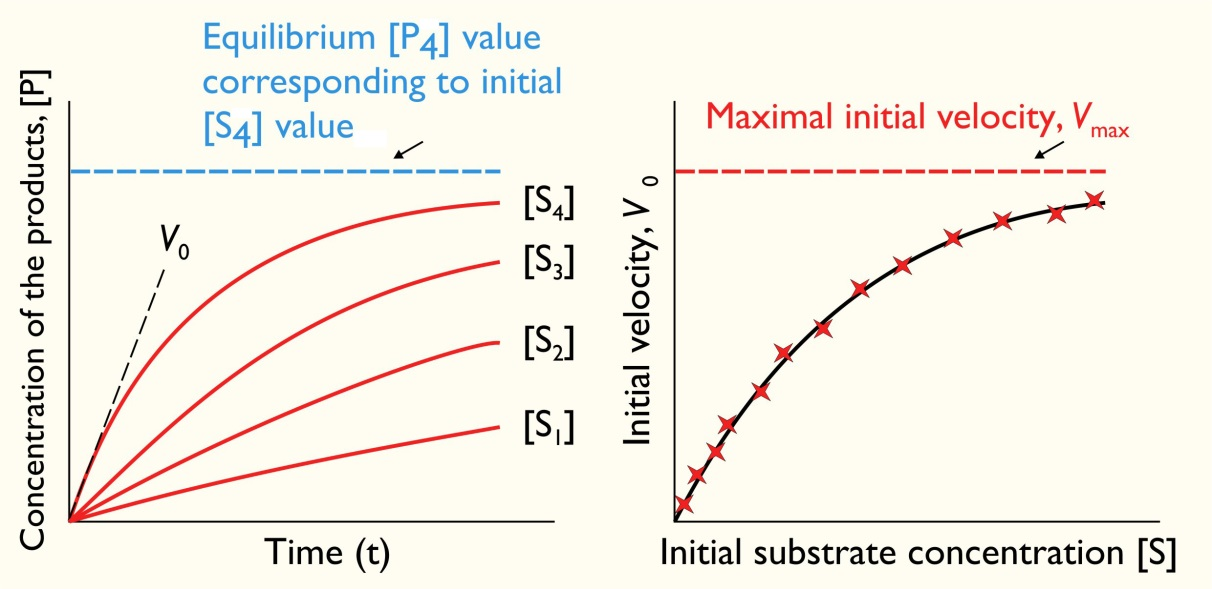 Equilibrium [P4] value
corresponding to initial
[S4] value
Concentration of the products, [P]
V0
[S4]
[S3]
[S2]
[S1]
Time (t)
Maximal initial velocity, Vmax
Initial velocity, V0
Initial substrate concentration [S]